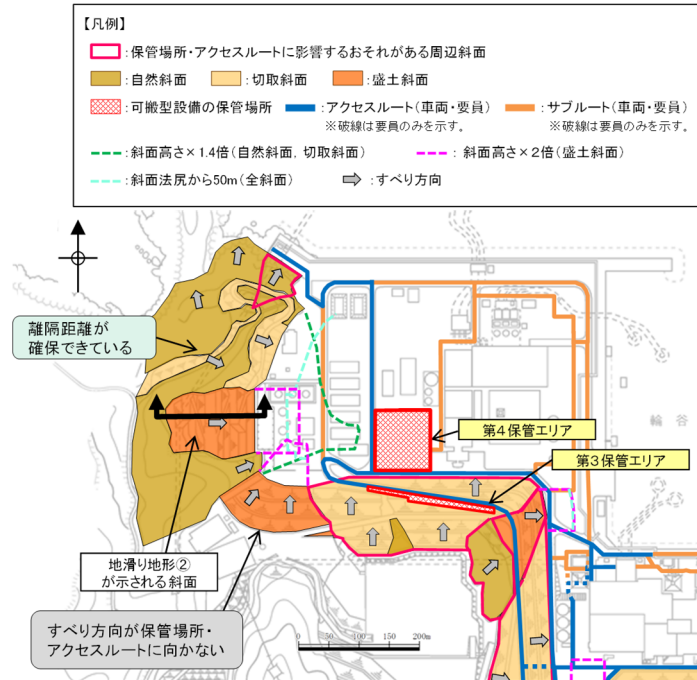 【凡例】
：保管場所・アクセスルートに影響するおそれがある周辺斜面
：自然斜面 ：切取斜面 ：盛土斜面
：可搬型設備の保管場所 ：アクセスルート（車両・要員） ：サブルート（車両・要員）
※破線は要員のみを示す。 ※破線は要員のみを示す。
：斜面高さ×1.4倍（自然斜面，切取斜面） ：斜面高さ×２倍（盛土斜面）
：斜面法尻から50m（全斜面） ：すべり方向
離隔距離が
確保できている
輪谷
第４保管エリア
第３保管エリア
地滑り地形②
が示される斜面
すべり方向が保管場所・
アクセスルートに向かない
0 50 100 200m